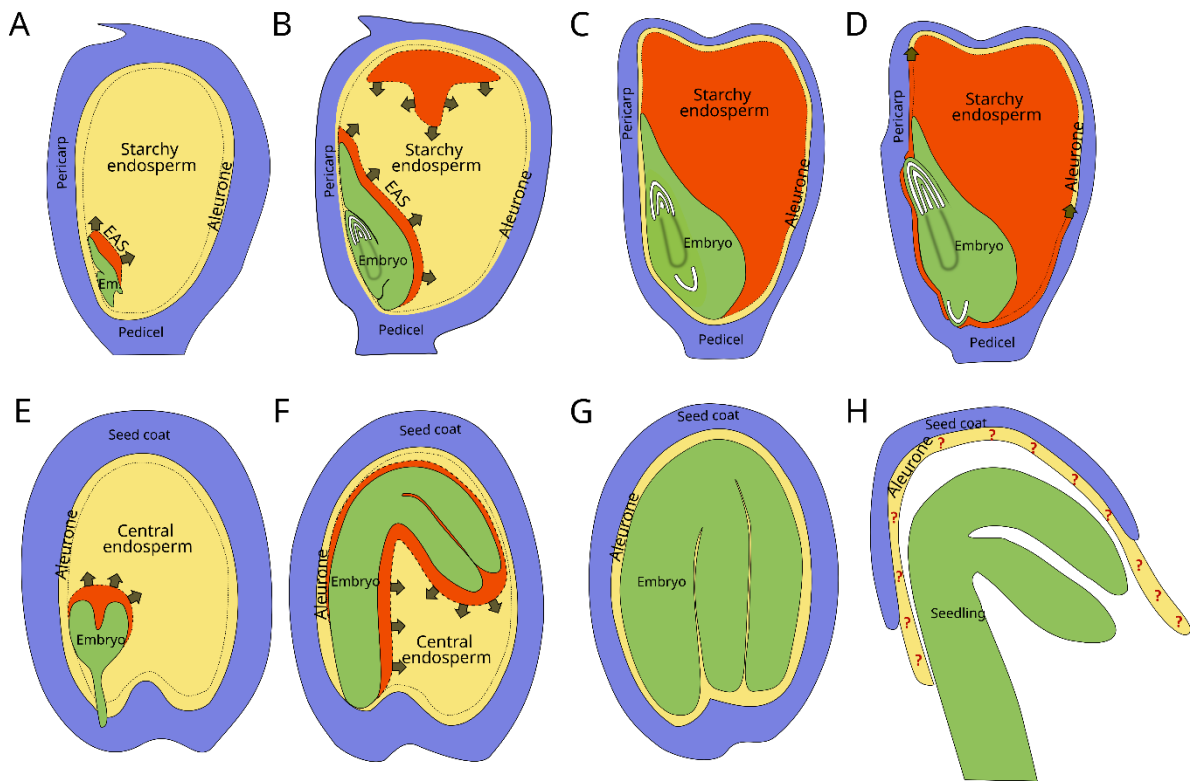 A
Pericarp
Starchy
endosperm
Aleurone
EAS
Em.
Pedicel
B
Pericarp
Starchy
endosperm
EAS
Aleurone
Embryo
Pedicel
C
Pericarp
Starchy
endosperm
Aleurone
Embryo
Pedicel
D
Pericarp
Starchy
endosperm
Aleurone
Embryo
Pedicel
E
Seed coat
Aleurone
Central
endosperm
Embryo
F
Seed coat
Aleurone
Embryo
Central
endosperm
G
Seed coat
Aleurone
Embryo
H
Seed coat
Aleurone
? ? ? ? ? ? ? ? ? ?
Seedling